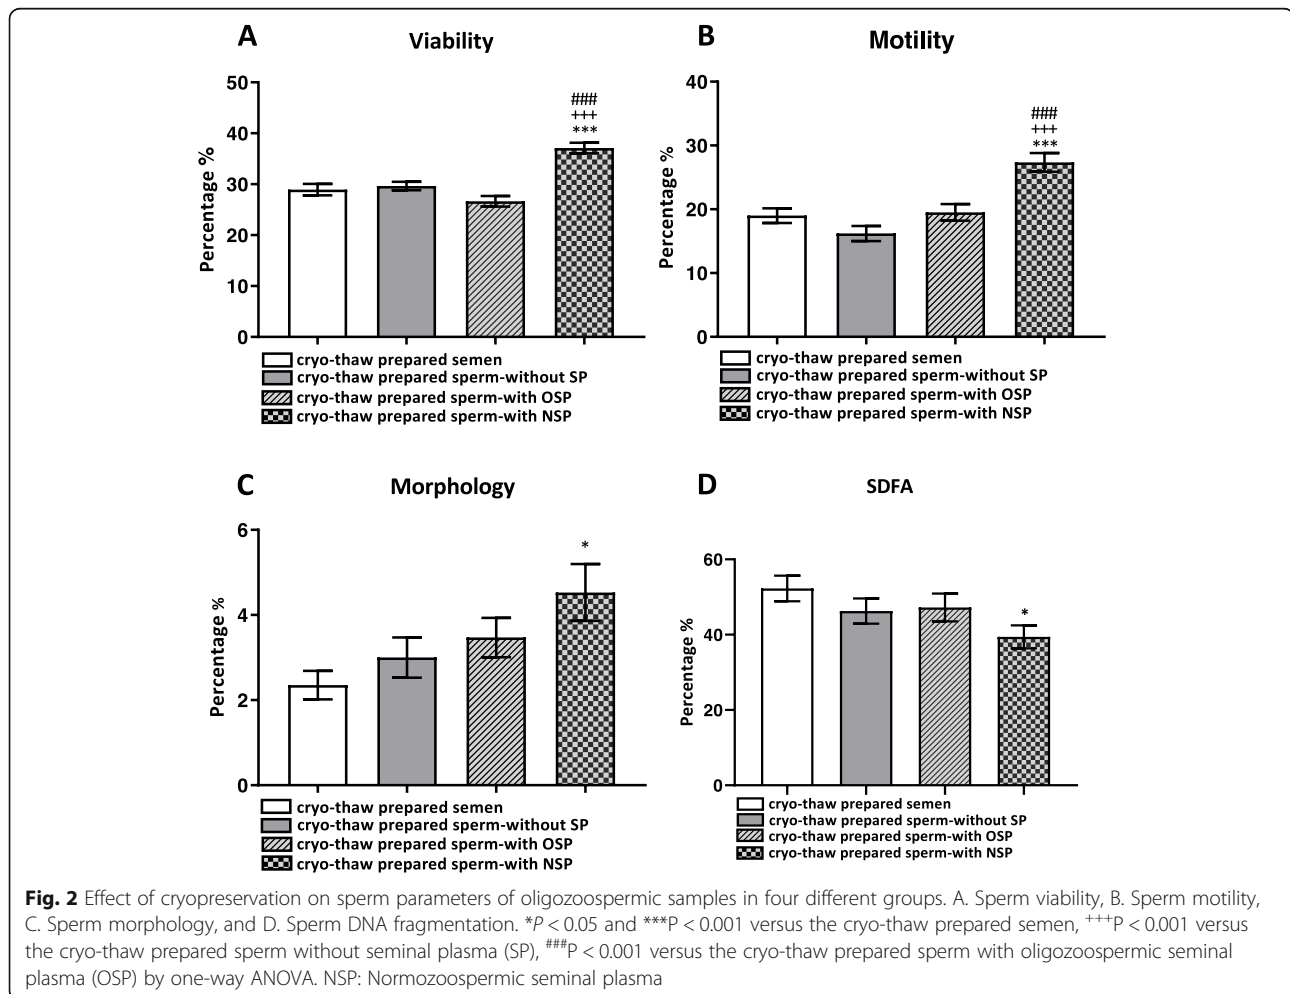 A
Viability
Percentage %
50
40
30
20
10
0
###
+++
***
cryo-thaw prepared semen
cryo-thaw prepared sperm-without SP
cryo-thaw prepared sperm-with OSP
cryo-thaw prepared sperm-with NSP
B
Motility
Percentage %
40
30
20
10
0
###
+++
***
cryo-thaw prepared semen
cryo-thaw prepared sperm-without SP
cryo-thaw prepared sperm-with OSP
cryo-thaw prepared sperm-with NSP
C
Morphology
Percentage %
6
4
2
0
*
cryo-thaw prepared semen
cryo-thaw prepared sperm-without SP
cryo-thaw prepared sperm-with OSP
cryo-thaw prepared sperm-with NSP
D
SDFA
Percentage %
60
40
20
0
*
cryo-thaw prepared semen
cryo-thaw prepared sperm-without SP
cryo-thaw prepared sperm-with OSP
cryo-thaw prepared sperm-with NSP
Fig. 2 Effect of cryopreservation on sperm parameters of oligozoospermic samples in four different groups. A. Sperm viability, B. Sperm motility,
C. Sperm morphology, and D. Sperm DNA fragmentation. *P < 0.05 and ***P < 0.001 versus the cryo-thaw prepared semen, +++P < 0.001 versus
the cryo-thaw prepared sperm without seminal plasma (SP), ###P < 0.001 versus the cryo-thaw prepared sperm with oligozoospermic seminal
plasma (OSP) by one-way ANOVA. NSP: Normozoospermic seminal plasma